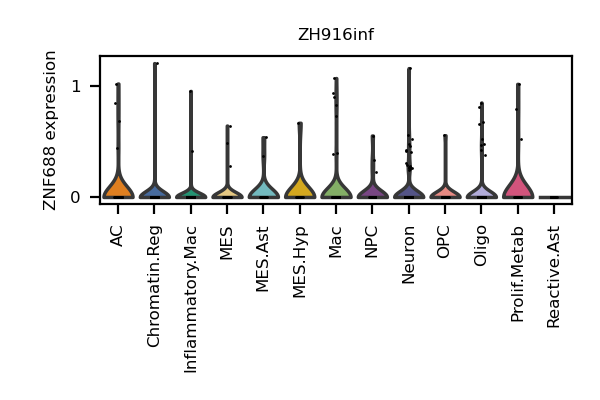 ZH916inf
ZNF688 expression
1
0
AC
Chromatin.Reg
Inflammatory.Mac
MES
MES.Ast
MES.Hyp
Mac
NPC
Neuron
OPC
Oligo
Prolif.Metab
Reactive.Ast